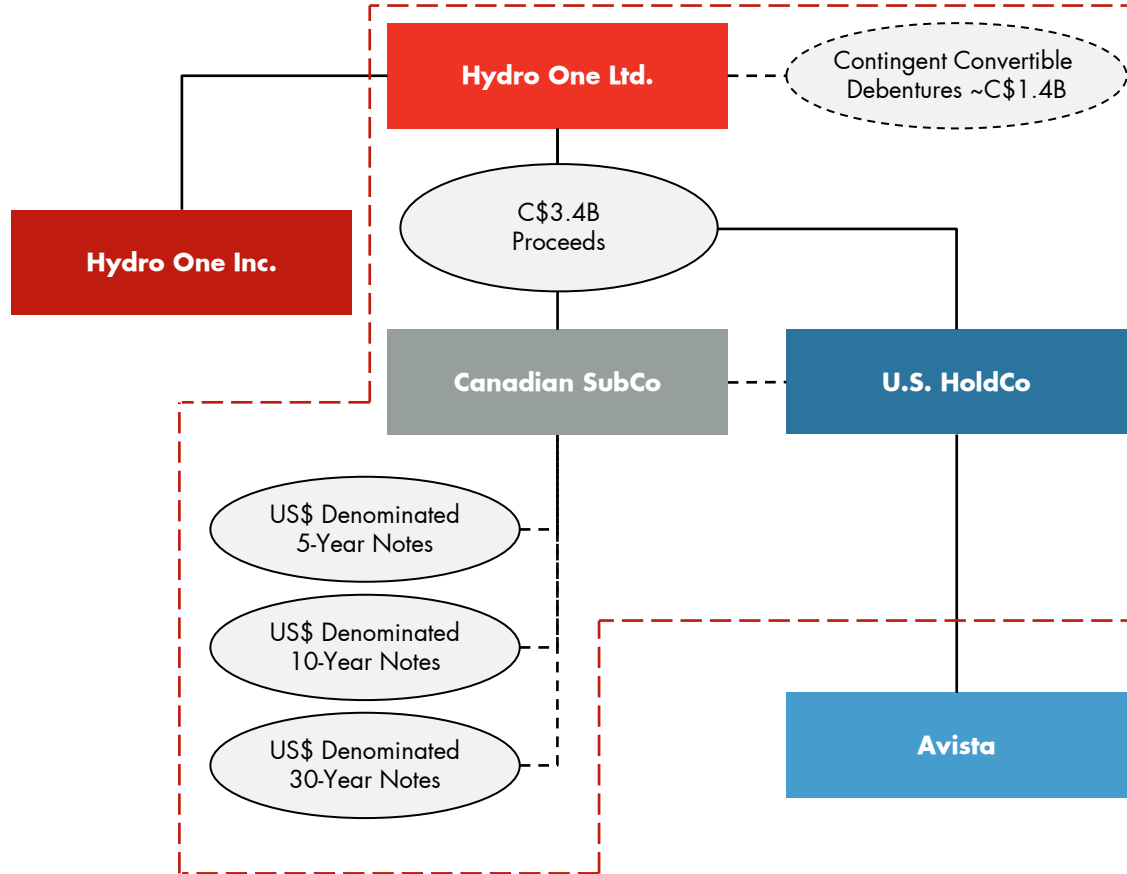 Hydro One Ltd.
Contingent Convertible
Debentures ~C$1.4B
C$3.4B
Proceeds
Hydro One Inc.
Canadian SubCo
U.S. HoldCo
US$ Denominated
5-Year Notes
US$ Denominated
10-Year Notes
US$ Denominated
30-Year Notes
Avista